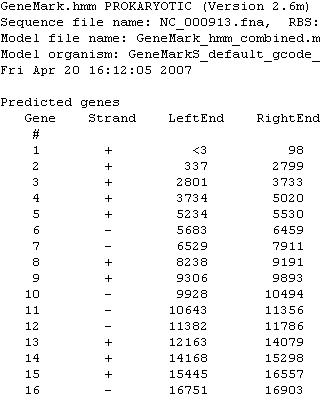 GeneMark.hmm PROKARYOTIC (Version 2.6m)
Sequence file name: NC_000913.fna, RBS:
Model file name: GeneMark_hmm_combined.m
Model organism: GeneMarkS_default_gcode_
Fri Apr 20 16:12:05 2007
Predicted genes
Gene Strand LeftEnd RightEnd
#
1 + <3 98
2 + 337 2799
3 + 2801 3733
4 + 3734 5020
5 + 5234 5530
6 - 5683 6459
7 - 6529 7911
8 + 8238 9191
9 + 9306 9893
10 - 9928 10494
11 - 10643 11356
12 - 11382 11786
13 + 12163 14079
14 + 14168 15298
15 + 15445 16557
16 - 16751 16903